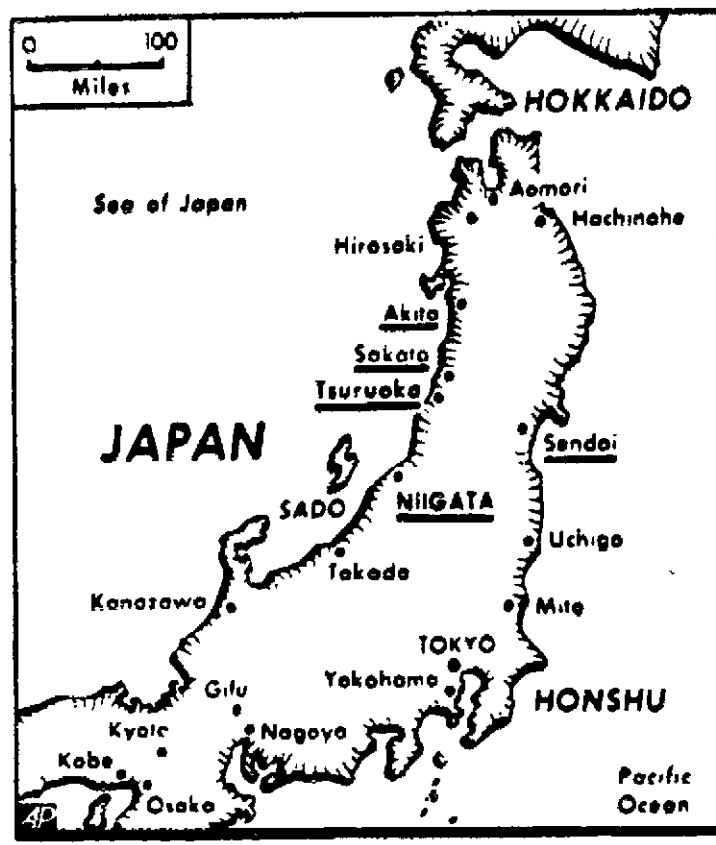 0 100
Miles
HOKKAIDO
Sea of Japan
Aomori
Hachinohe
Hirosaki
Akita
Sakata
Tsuruoka
JAPAN
Sendai
SADO
NIIGATA
Uchigo
Takada
Kanazawa
Mito
TOKYO
Yokohama
HONSHU
Gifu
Kyoto
Nagoya
Kobe
Osaka
Pacific
Ocean
AP